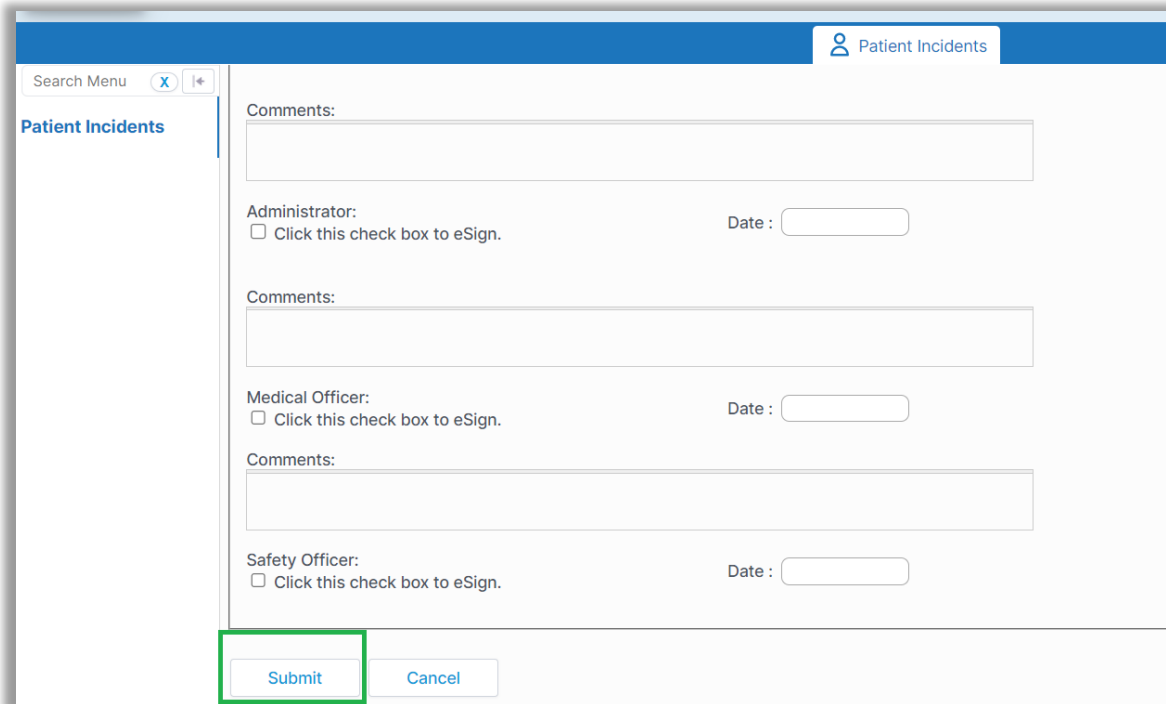 Patient Incidents
Search Menu X
Patient Incidents
Comments:
Administrator:
Click this check box to eSign.
Date :
Comments:
Medical Officer:
Click this check box to eSign.
Date :
Comments:
Safety Officer:
Click this check box to eSign.
Date :
Submit Cancel